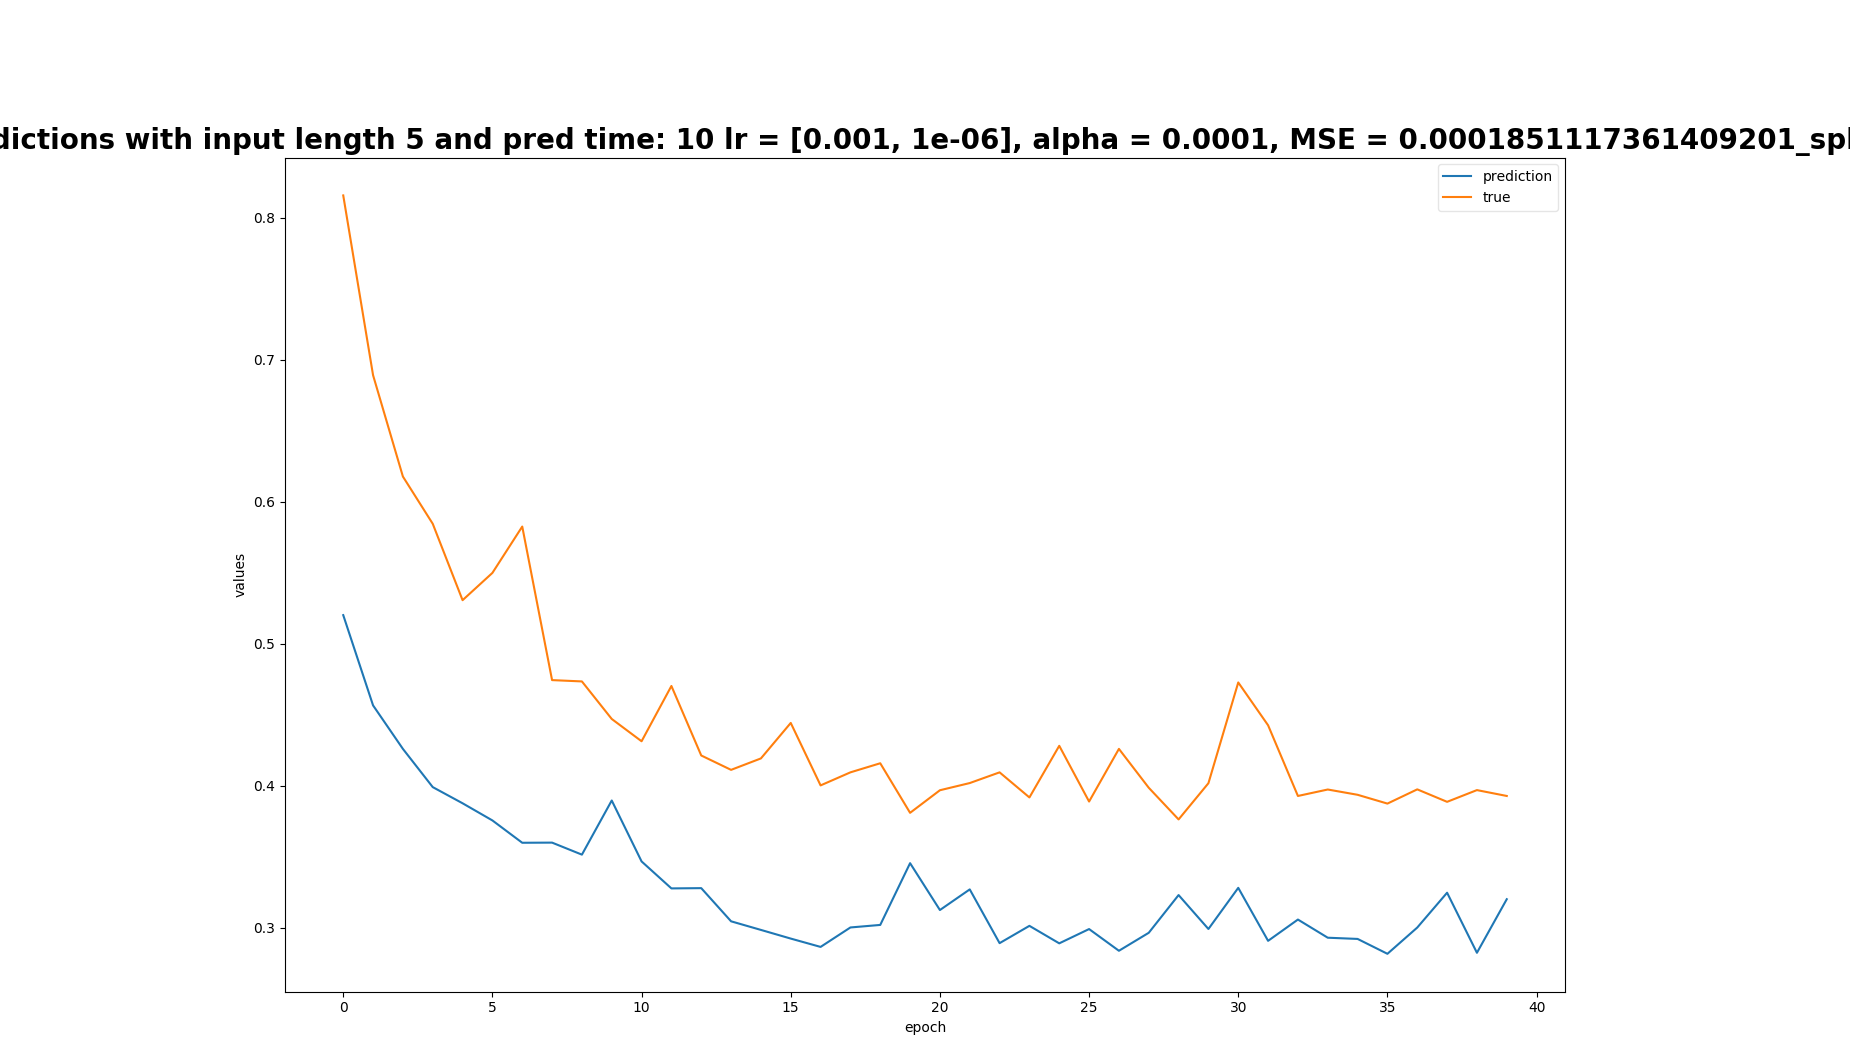 dictions with input length 5 and pred time: 10 lr = [0.001, 1e-06], alpha = 0.0001, MSE = 0.0001851117361409201_spl
prediction
true
0.8
0.7
0.6
0.5
0.4
0.3
values
0 5 10 15 20 25 30 35 40
epoch